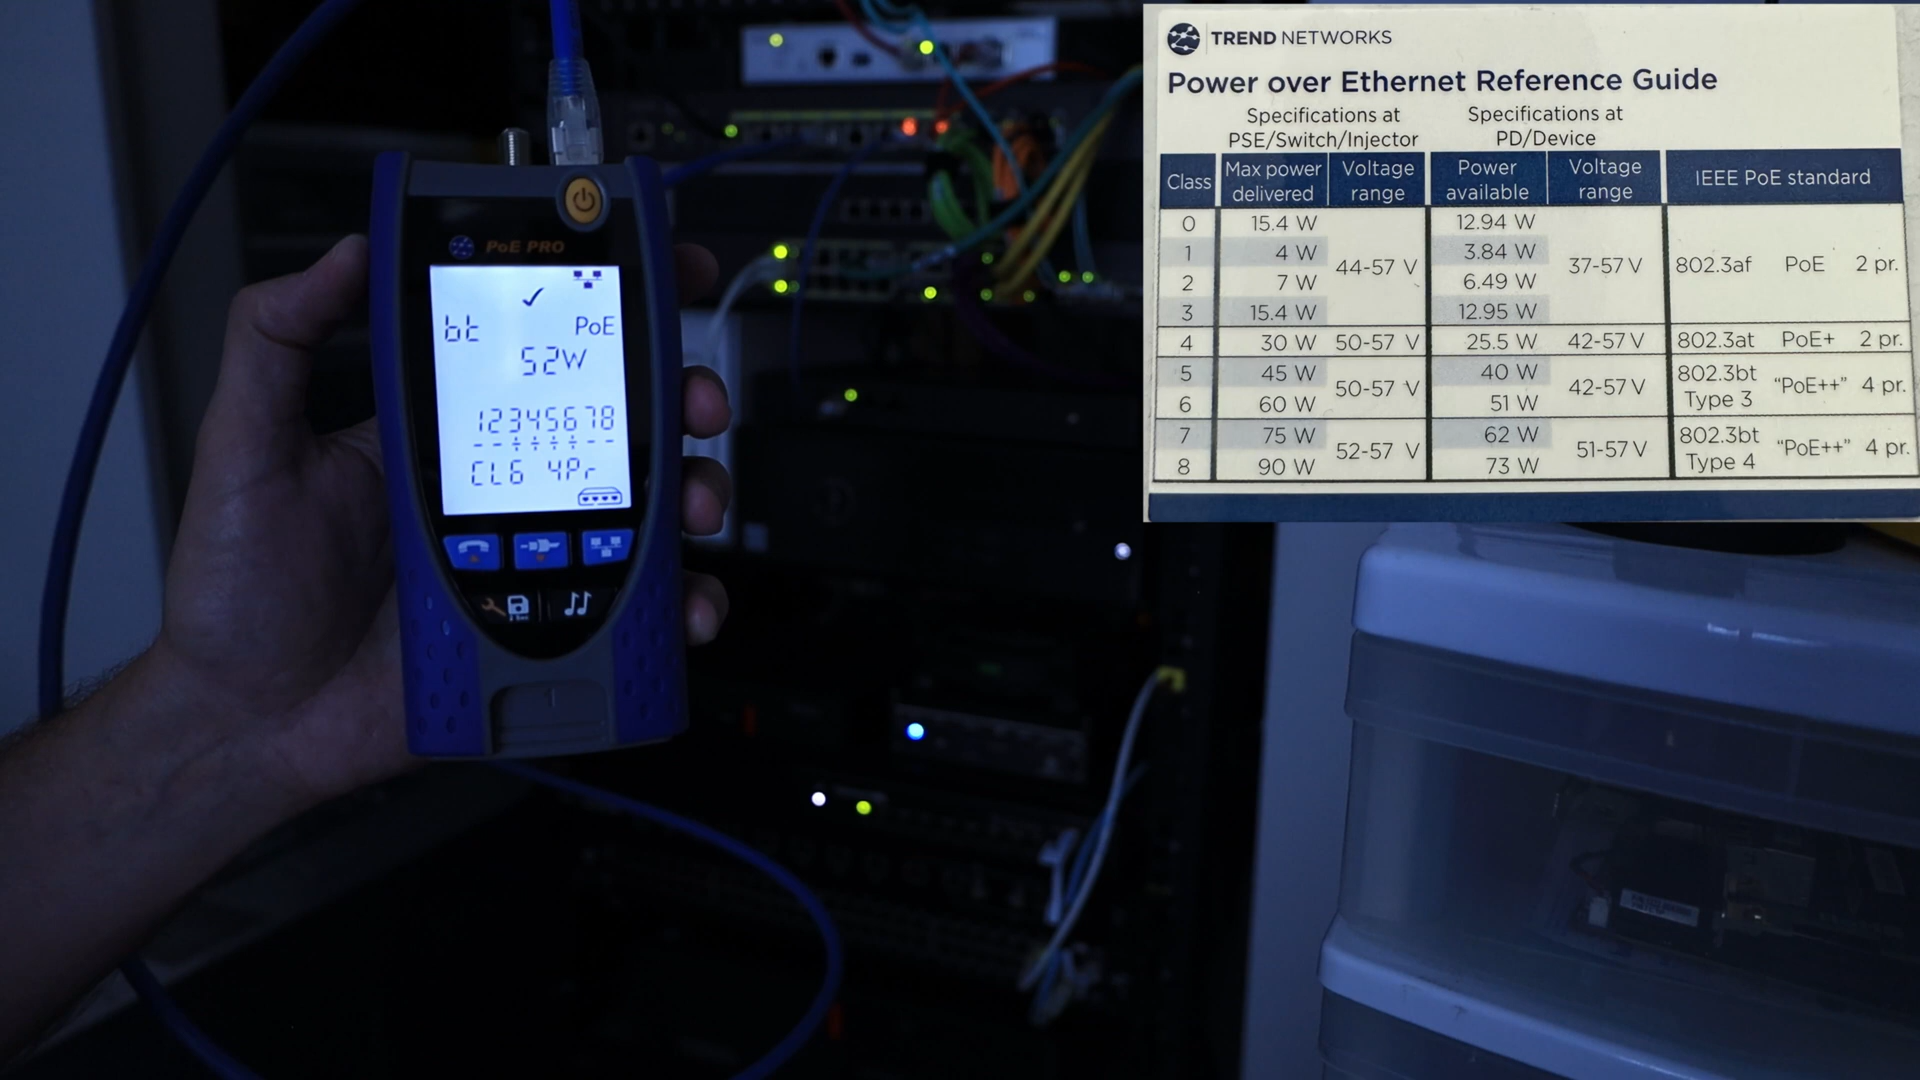 PoE PRO
bt PoE
52W
12345678
CL6 4Pr
TREND NETWORKS
Power over Ethernet Reference Guide
Specifications at PSE/Switch/Injector
Specifications at PD/Device
Class Max power delivered Voltage range Power available Voltage range IEEE PoE standard
0 15.4 W 12.94 W
1 4 W 3.84 W
44-57 V 37-57 V 802.3af PoE 2 pr.
2 7 W 6.49 W
3 15.4 W 12.95 W
4 30 W 50-57 V 25.5 W 42-57 V 802.3at PoE+ 2 pr.
5 45 W 40 W 802.3bt
50-57 V 42-57 V "PoE++" 4 pr.
6 60 W 51 W Type 3
7 75 W 62 W 802.3bt
52-57 V 51-57 V "PoE++" 4 pr.
8 90 W 73 W Type 4